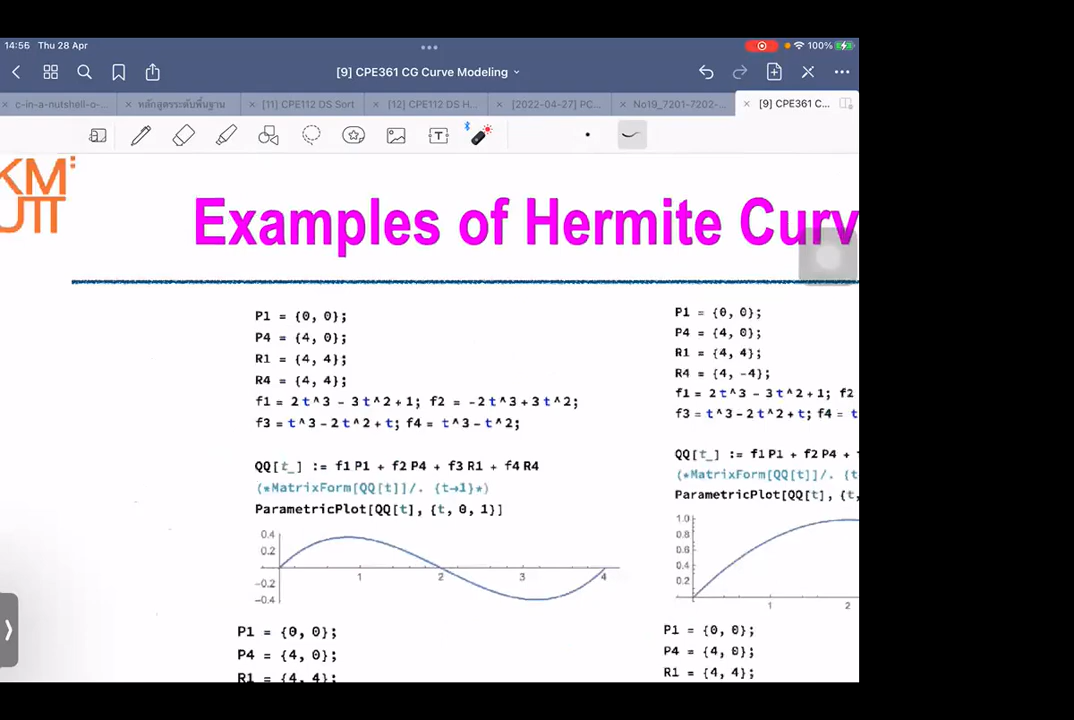 14:56 Thu 28 Apr
100%
[9] CPE361 CG Curve Modeling
c-in-a-nutshell-o-...
หลักสูตรระดับพื้นฐาน
[11] CPE112 DS Sort
[12] CPE112 DS H...
[2022-04-27] PC...
No19_7201-7202-...
[9] CPE361 C...
T
KM
UTT
Examples of Hermite Curv
P1 = {0, 0};
P4 = {4, 0};
R1 = {4, 4};
R4 = {4, 4};
f1 = 2 t^3 - 3 t^2 + 1; f2 = -2 t^3 + 3 t^2;
f3 = t^3 - 2 t^2 + t; f4 = t^3 - t^2;
QQ[t_] := f1 P1 + f2 P4 + f3 R1 + f4 R4
(*MatrixForm[QQ[t]]/. {t→1}*)
ParametricPlot[QQ[t], {t, 0, 1}]
0.4
0.2
-0.2
-0.4
1 2 3 4
P1 = {0, 0};
P4 = {4, 0};
R1 = {4, 4};
P1 = {0, 0};
P4 = {4, 0};
R1 = {4, 4};
R4 = {4, -4};
f1 = 2 t^3 - 3 t^2 + 1; f2
f3 = t^3 - 2 t^2 + t; f4 = t
QQ[t_] := f1 P1 + f2 P4 +
(*MatrixForm[QQ[t]]/. {t
ParametricPlot[QQ[t], {t,
1.0
0.8
0.6
0.4
0.2
1 2
P1 = {0, 0};
P4 = {4, 0};
R1 = {4, 4};